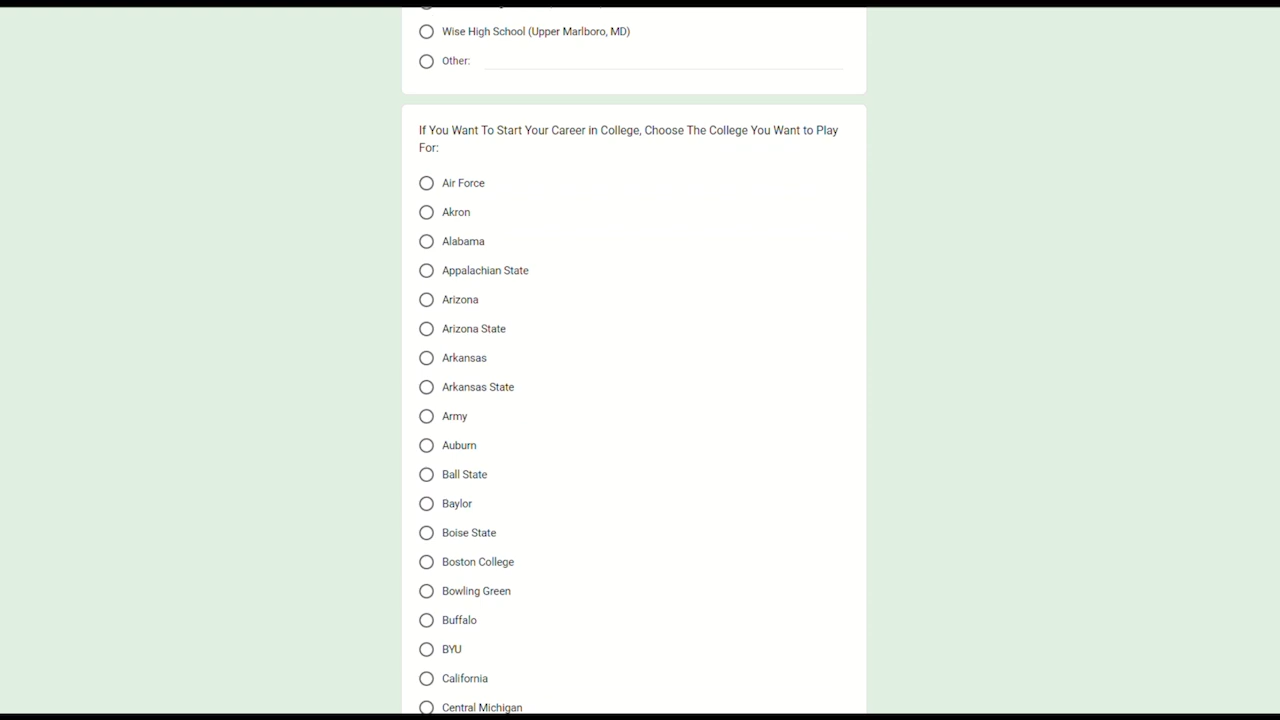 Wise High School (Upper Marlboro, MD)
Other:
If You Want To Start Your Career in College, Choose The College You Want to Play
For:
Air Force
Akron
Alabama
Appalachian State
Arizona
Arizona State
Arkansas
Arkansas State
Army
Auburn
Ball State
Baylor
Boise State
Boston College
Bowling Green
Buffalo
BYU
California
Central Michigan